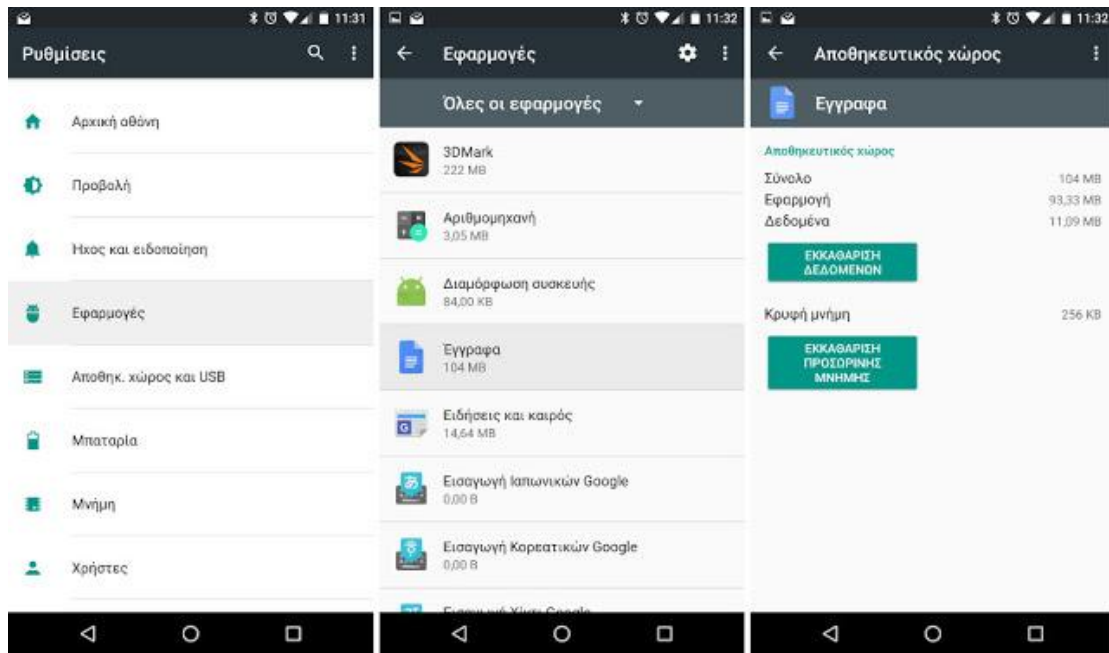 11:31
Ρυθμίσεις
Αρχική οθόνη
Προβολή
Ήχος και ειδοποίηση
Εφαρμογές
Αποθηκ. χώρος και USB
Μπαταρία
Μνήμη
Χρήστες
11:32
Εφαρμογές
Όλες οι εφαρμογές
3DMark
222 MB
Αριθμομηχανή
3,05 MB
Διαμόρφωση συσκευής
84,00 KB
Έγγραφα
104 MB
Ειδήσεις και καιρός
14,64 MB
Εισαγωγή Ιαπωνικών Google
0,00 B
Εισαγωγή Κορεατικών Google
0,00 B
Εισαγωγή Χίντι Google
11:32
Αποθηκευτικός χώρος
Έγγραφα
Αποθηκευτικός χώρος
Σύνολο 104 MB
Εφαρμογή 93,33 MB
Δεδομένα 11,09 MB
ΕΚΚΑΘΑΡΙΣΗ
ΔΕΔΟΜΕΝΩΝ
Κρυφή μνήμη 256 KB
ΕΚΚΑΘΑΡΙΣΗ
ΠΡΟΣΩΡΙΝΗΣ
ΜΝΗΜΗΣ